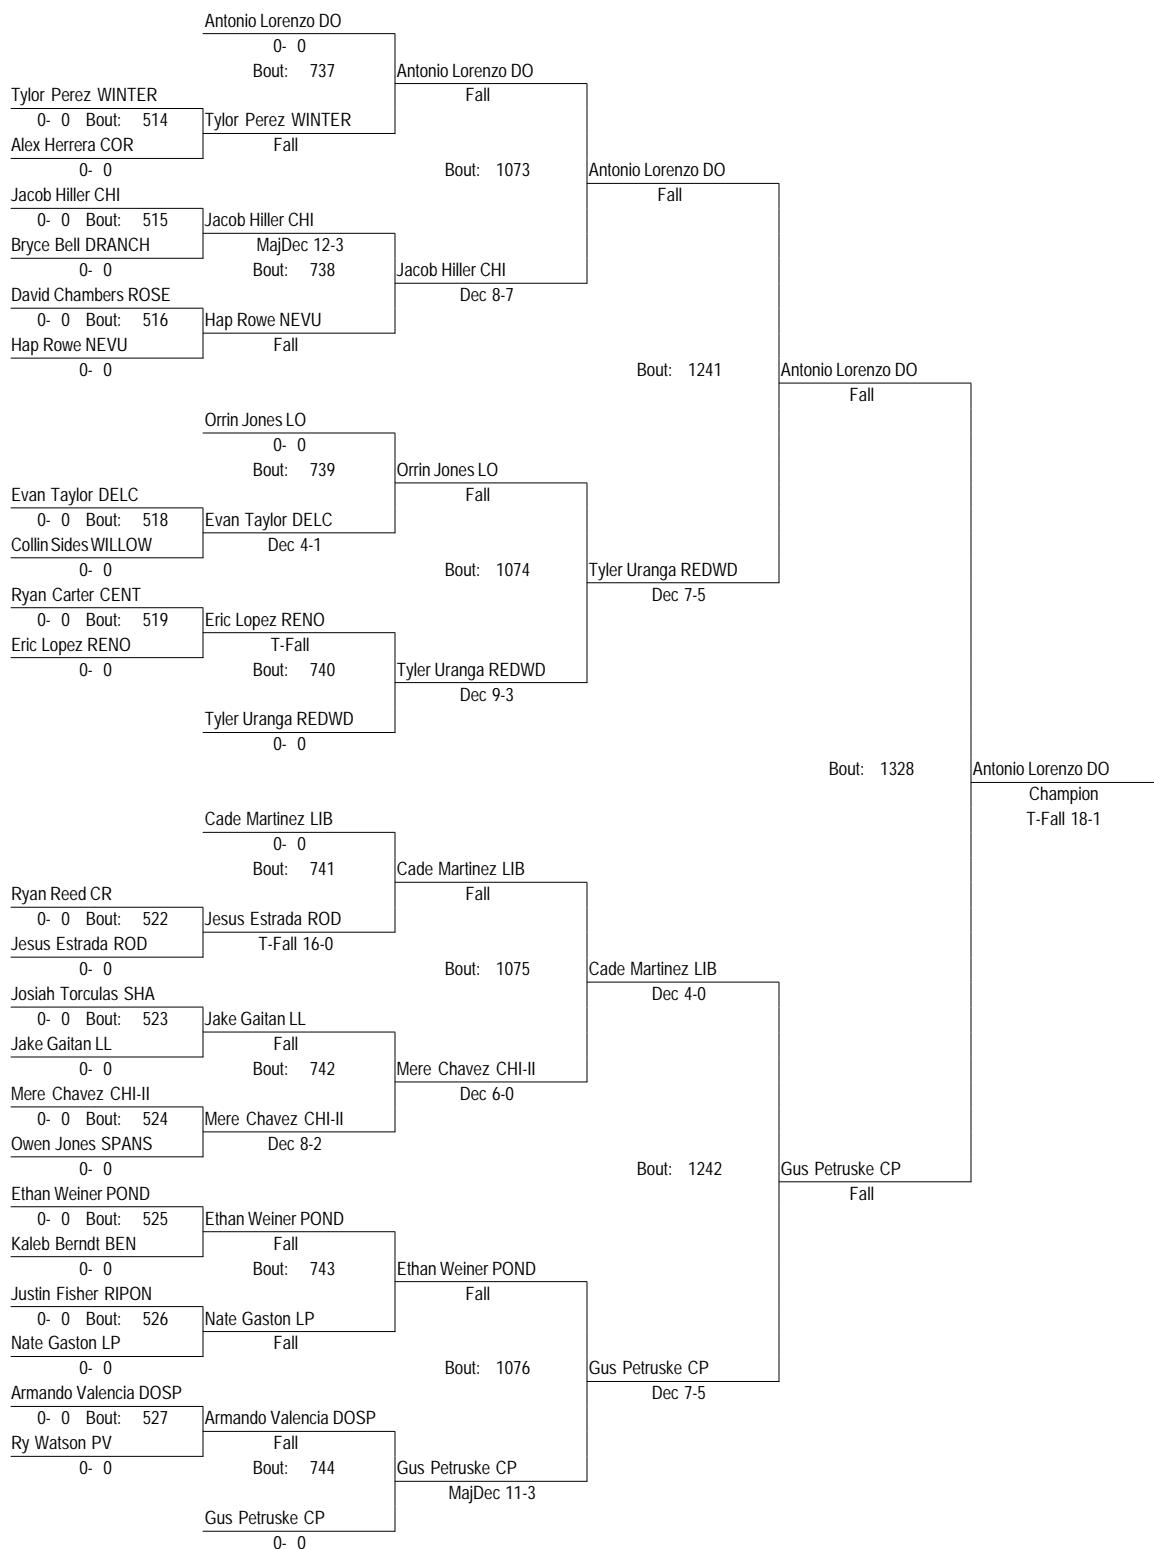 Antonio Lorenzo DO
0- 0
Bout: 737
Antonio Lorenzo DO
Fall
Tylor Perez WINTER
0- 0 Bout: 514
Tylor Perez WINTER
Alex Herrera COR
Fall
0- 0
Bout: 1073
Antonio Lorenzo DO
Jacob Hiller CHI
Fall
0- 0 Bout: 515
Jacob Hiller CHI
Bryce Bell DRANCH
MajDec 12-3
0- 0
Bout: 738
Jacob Hiller CHI
David Chambers ROSE
Dec 8-7
0- 0 Bout: 516
Hap Rowe NEVU
Hap Rowe NEVU
Fall
0- 0
Bout: 1241
Antonio Lorenzo DO
Fall
Orrin Jones LO
0- 0
Bout: 739
Orrin Jones LO
Fall
Evan Taylor DELC
0- 0 Bout: 518
Evan Taylor DELC
Collin Sides WILLOW
Dec 4-1
0- 0
Bout: 1074
Tyler Uranga REDWD
Ryan Carter CENT
Dec 7-5
0- 0 Bout: 519
Eric Lopez RENO
Eric Lopez RENO
T-Fall
0- 0
Bout: 740
Tyler Uranga REDWD
Dec 9-3
Tyler Uranga REDWD
0- 0
Bout: 1328
Antonio Lorenzo DO
Champion
T-Fall 18-1
Cade Martinez LIB
0- 0
Bout: 741
Cade Martinez LIB
Fall
Ryan Reed CR
0- 0 Bout: 522
Jesus Estrada ROD
Jesus Estrada ROD
T-Fall 16-0
0- 0
Bout: 1075
Cade Martinez LIB
Josiah Torculas SHA
Dec 4-0
0- 0 Bout: 523
Jake Gaitan LL
Jake Gaitan LL
Fall
0- 0
Bout: 742
Mere Chavez CHI-II
Mere Chavez CHI-II
Dec 6-0
0- 0 Bout: 524
Mere Chavez CHI-II
Owen Jones SPANS
Dec 8-2
0- 0
Bout: 1242
Gus Petruske CP
Ethan Weiner POND
Fall
0- 0 Bout: 525
Ethan Weiner POND
Kaleb Berndt BEN
Fall
0- 0
Bout: 743
Ethan Weiner POND
Justin Fisher RIPON
Fall
0- 0 Bout: 526
Nate Gaston LP
Nate Gaston LP
Fall
0- 0
Bout: 1076
Gus Petruske CP
Armando Valencia DOSP
Dec 7-5
0- 0 Bout: 527
Armando Valencia DOSP
Ry Watson PV
Fall
0- 0
Bout: 744
Gus Petruske CP
MajDec 11-3
Gus Petruske CP
0- 0